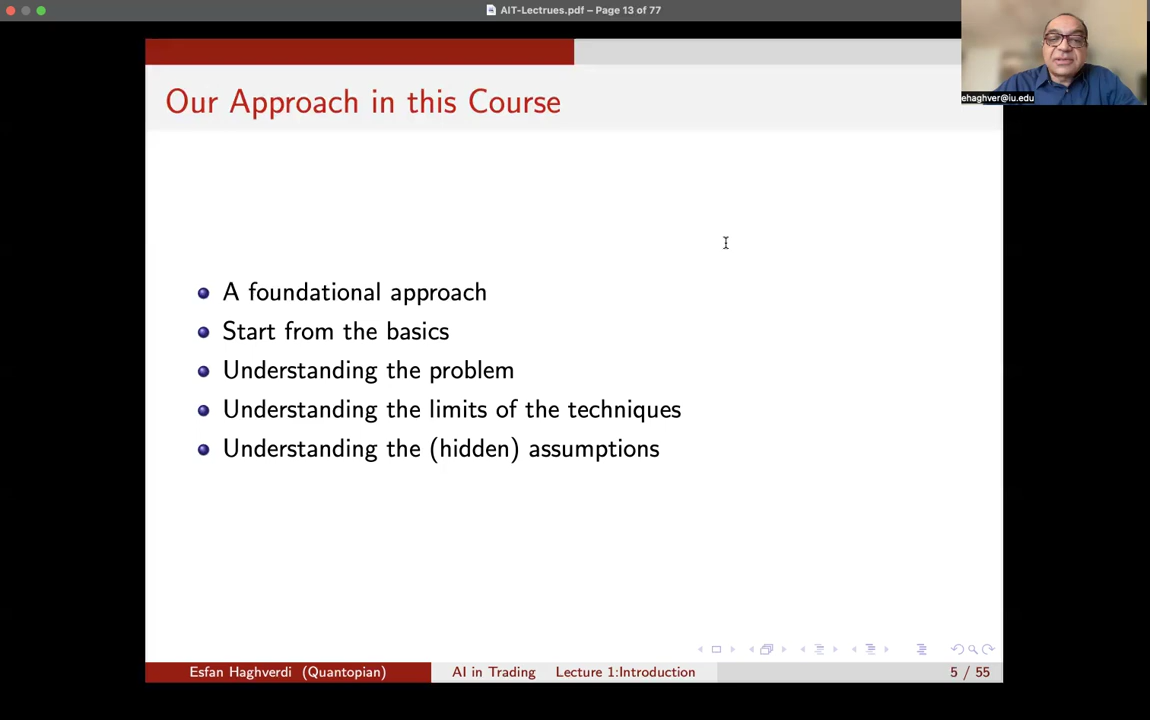 AIT-Lectrues.pdf – Page 13 of 77
ehaghver@iu.edu
Our Approach in this Course
A foundational approach
Start from the basics
Understanding the problem
Understanding the limits of the techniques
Understanding the (hidden) assumptions
Esfan Haghverdi (Quantopian) AI in Trading Lecture 1:Introduction 5 / 55